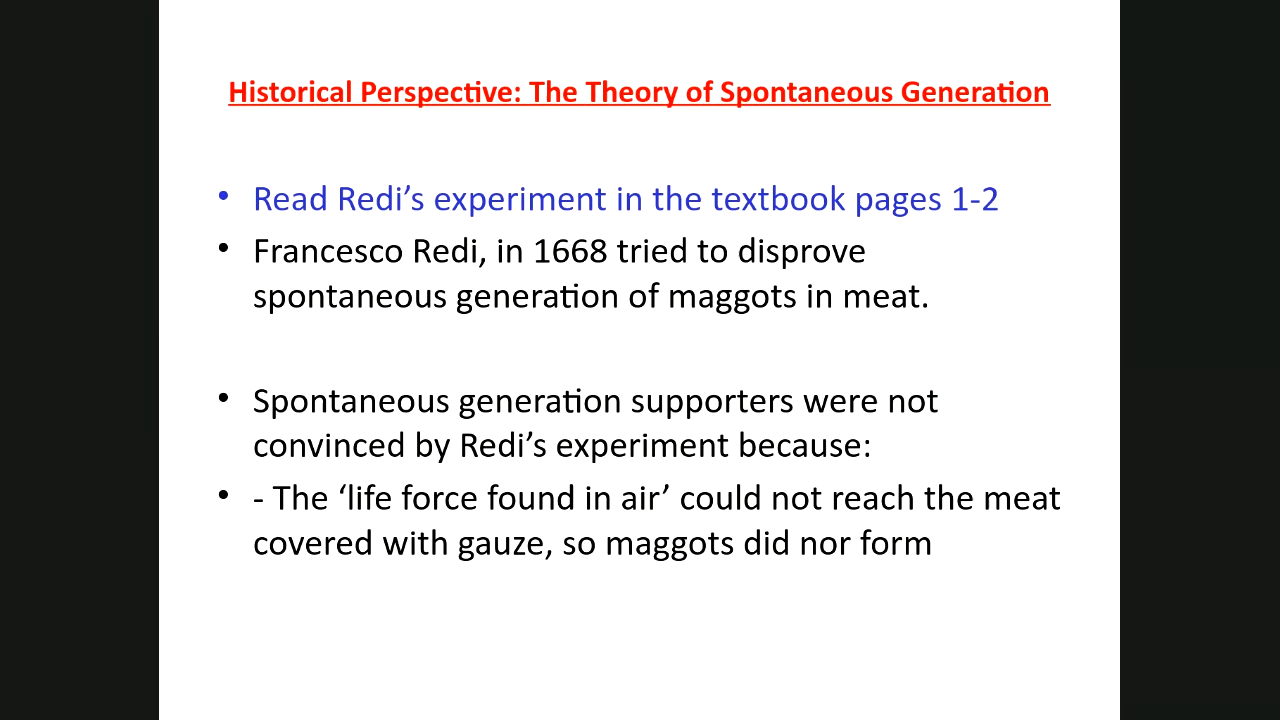 Historical Perspective: The Theory of Spontaneous Generation
• Read Redi’s experiment in the textbook pages 1-2
• Francesco Redi, in 1668 tried to disprove
spontaneous generation of maggots in meat.
• Spontaneous generation supporters were not
convinced by Redi’s experiment because:
• - The ‘life force found in air’ could not reach the meat
covered with gauze, so maggots did nor form